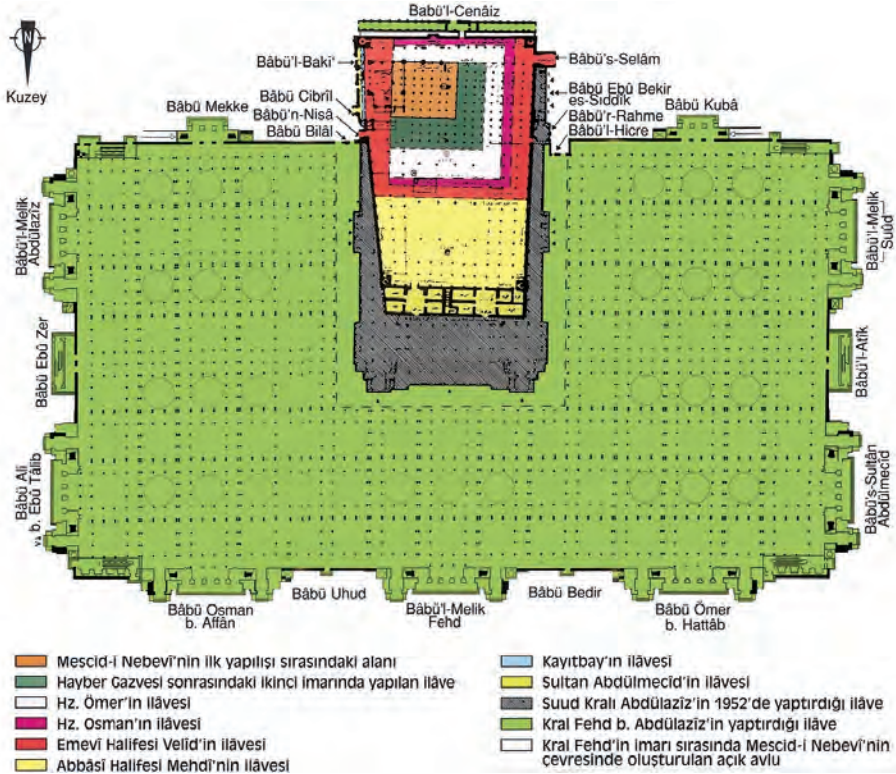 Babü'l-Cenâiz
N
Kuzey
Bâbü'l-Baki'
Bâbü's-Selâm
Bâbü Cibrîl
Bâbü Ebû Bekir
es-Sıddîk
Bâbü Mekke
Bâbü'n-Nisâ
Bâbü Bilâl
Bâbü'r-Rahme
Bâbü'l-Hicre
Bâbü Kubâ
Bâbü'l-Melik
Abdülazîz
Bâbü'l-Melik
Suûd
Bâbü Ebû Zer
Bâbü'l-Atîk
Bâbü Ali
b. Ebû Tâlib
Bâbü's-Sultân
Abdülmecîd
Bâbü Osman
b. Affân
Bâbü Uhud
Bâbü'l-Melik
Fehd
Bâbü Bedir
Bâbü Ömer
b. Hattâb
Mescid-i Nebevî'nin ilk yapılışı sırasındaki alanı
Hayber Gazvesi sonrasındaki ikinci imarında yapılan ilâve
Hz. Ömer'in ilâvesi
Hz. Osman'ın ilâvesi
Emevî Halifesi Velîd'in ilâvesi
Abbâsî Halifesi Mehdî'nin ilâvesi
Kayıtbay'ın ilâvesi
Sultan Abdülmecîd'in ilâvesi
Suud Kralı Abdülazîz'in 1952'de yaptırdığı ilâve
Kral Fehd b. Abdülazîz'in yaptırdığı ilâve
Kral Fehd'in imarı sırasında Mescid-i Nebevî'nin
çevresinde oluşturulan açık avlu